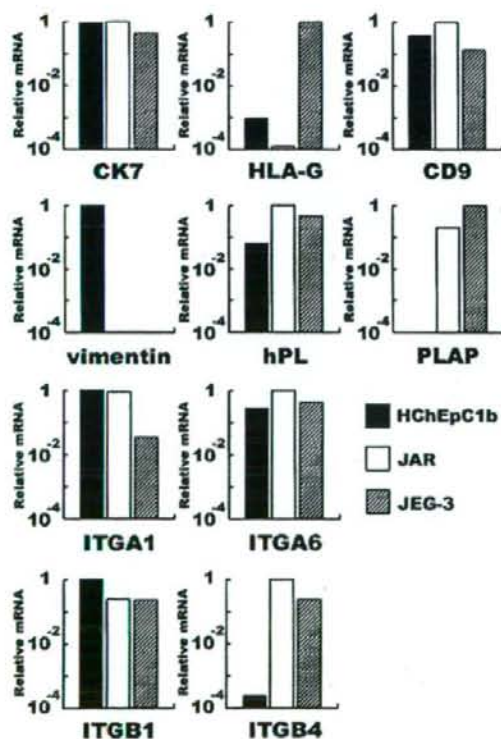 Relative mRNA
1
10-2
10-4
CK7
Relative mRNA
1
10-2
10-4
HLA-G
Relative mRNA
1
10-2
10-4
CD9
Relative mRNA
1
10-2
10-4
vimentin
Relative mRNA
1
10-2
10-4
hPL
Relative mRNA
1
10-2
10-4
PLAP
Relative mRNA
1
10-2
10-4
ITGA1
Relative mRNA
1
10-2
10-4
ITGA6
HChEpC1b
JAR
JEG-3
Relative mRNA
1
10-2
10-4
ITGB1
Relative mRNA
1
10-2
10-4
ITGB4